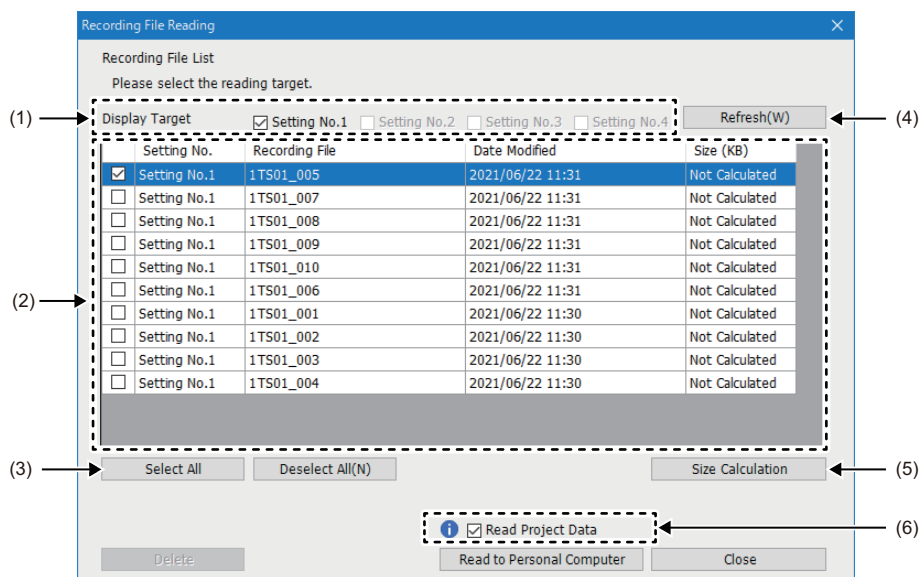 Recording File Reading
Recording File List
Please select the reading target.
(1) Display Target Setting No.1 Setting No.2 Setting No.3 Setting No.4 Refresh(W) (4)
Setting No. Recording File Date Modified Size (KB)
Setting No.1 1TS01_005 2021/06/22 11:31 Not Calculated
Setting No.1 1TS01_007 2021/06/22 11:31 Not Calculated
Setting No.1 1TS01_008 2021/06/22 11:31 Not Calculated
Setting No.1 1TS01_009 2021/06/22 11:31 Not Calculated
Setting No.1 1TS01_010 2021/06/22 11:31 Not Calculated
(2) Setting No.1 1TS01_006 2021/06/22 11:31 Not Calculated
Setting No.1 1TS01_001 2021/06/22 11:30 Not Calculated
Setting No.1 1TS01_002 2021/06/22 11:30 Not Calculated
Setting No.1 1TS01_003 2021/06/22 11:30 Not Calculated
Setting No.1 1TS01_004 2021/06/22 11:30 Not Calculated
(3) Select All Deselect All(N) Size Calculation (5)
Read Project Data (6)
Delete Read to Personal Computer Close